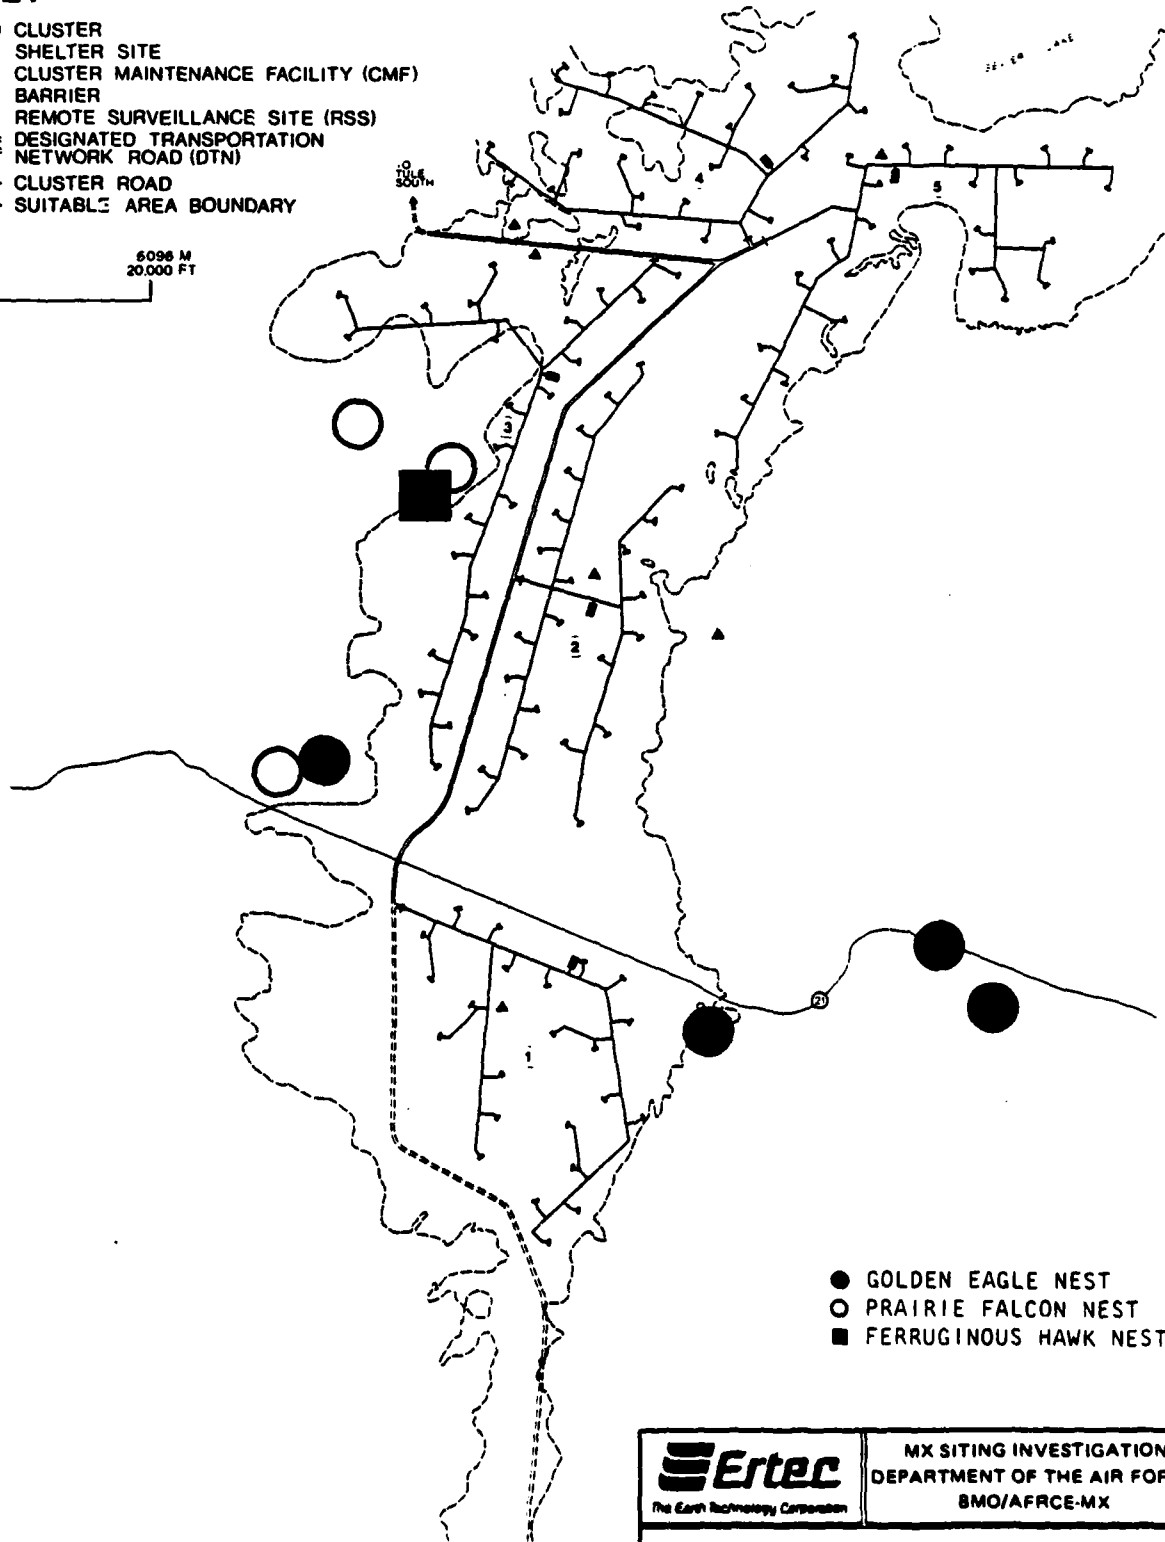 CLUSTER
SHELTER SITE
CLUSTER MAINTENANCE FACILITY (CMF)
BARRIER
REMOTE SURVEILLANCE SITE (RSS)
DESIGNATED TRANSPORTATION
NETWORK ROAD (DTN)
CLUSTER ROAD
SUITABLE AREA BOUNDARY
6096 M
20,000 FT
TULE
SOUTH
LAKE
4
5
3
2
21
1
GOLDEN EAGLE NEST
PRAIRIE FALCON NEST
FERRUGINOUS HAWK NEST
Ertec
The Earth Technology Corporation
MX SITING INVESTIGATION
DEPARTMENT OF THE AIR FOR
BMO/AFRCE-MX